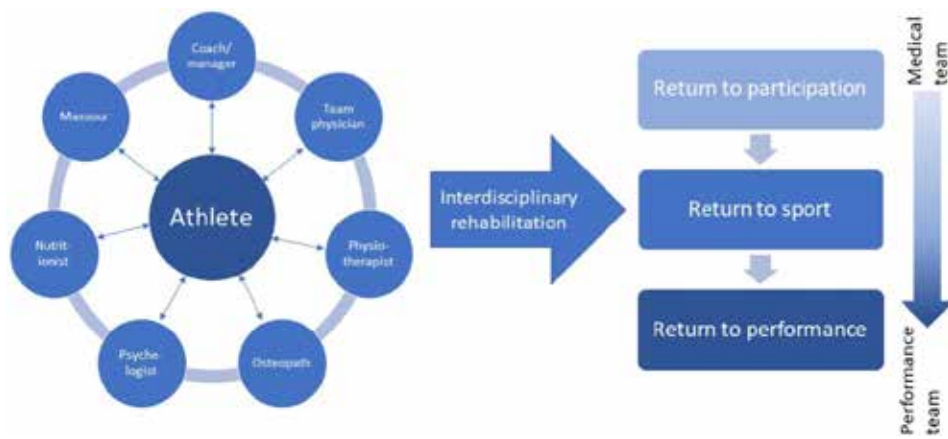 Coach/
manager
Team
physician
Physio-
therapist
Osteopath
Psycho-
logist
Nutrit-
ionist
Masseur
Athlete
Interdisciplinary
rehabilitation
Return to participation
Return to sport
Return to performance
Medical
team
Performance
team